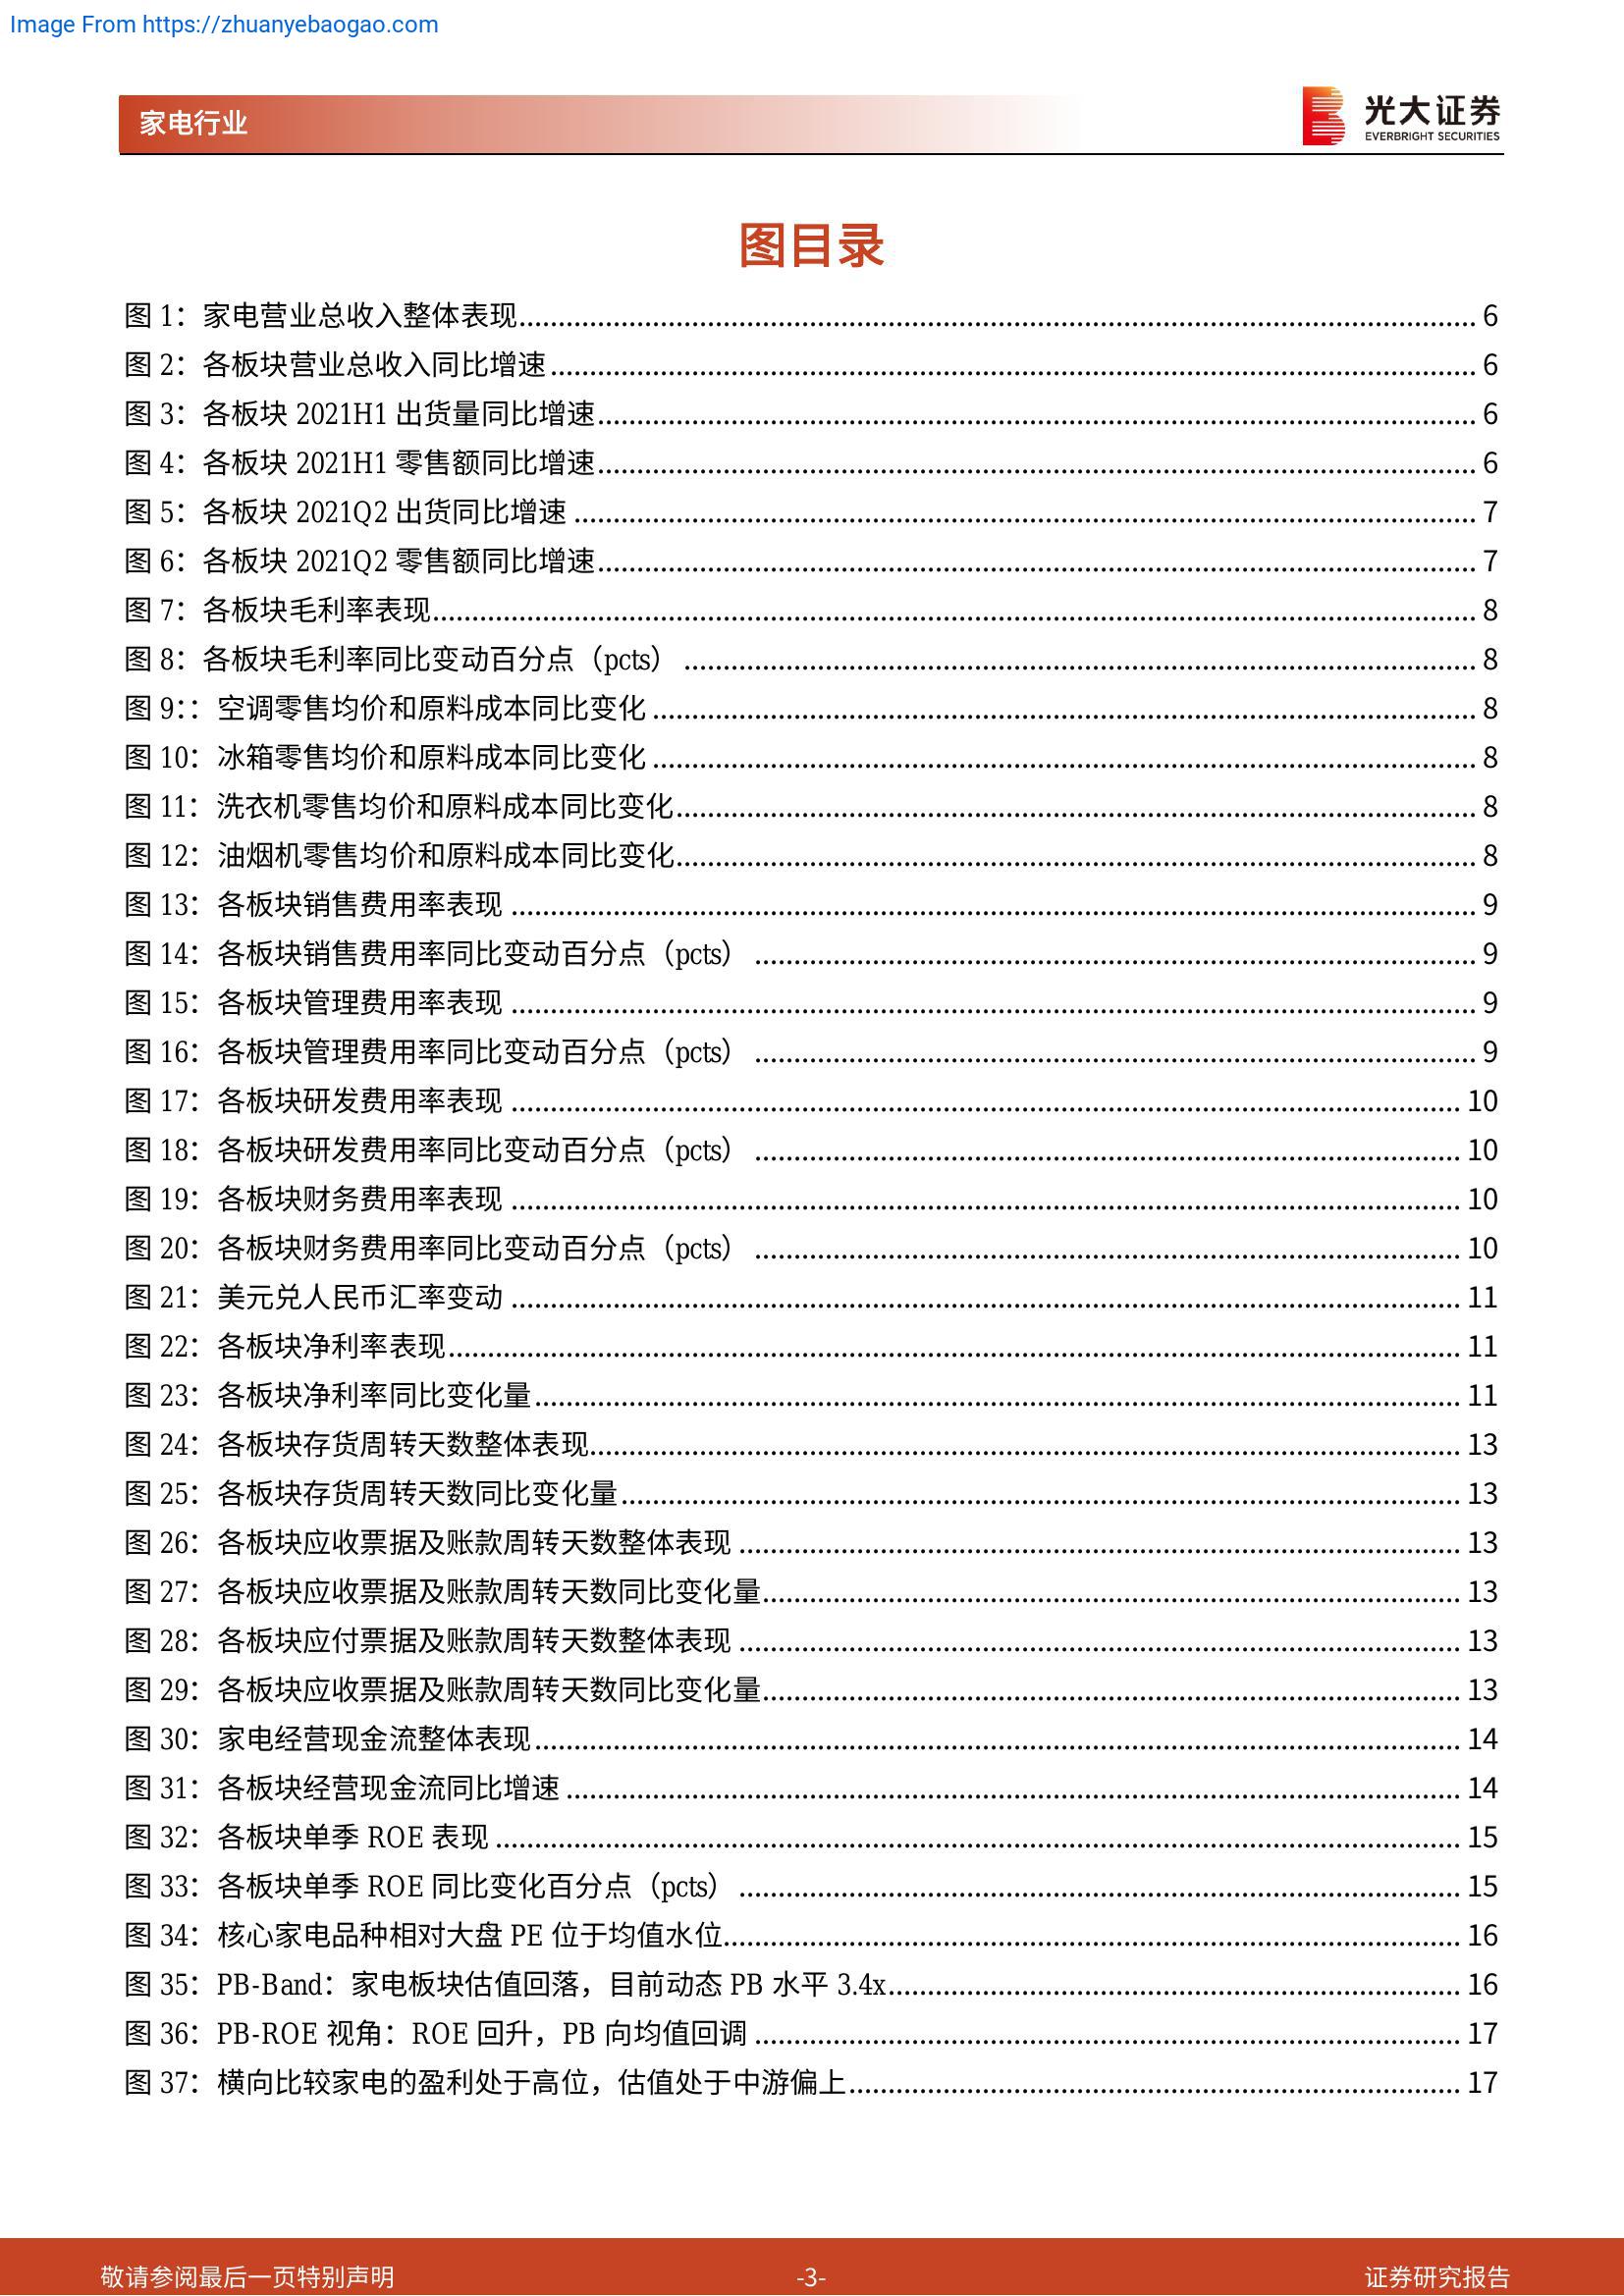 Image From https://zhuanyebaogao.com
家电行业
光大证券
EVERBRIGHT SECURITIES
图目录
图 1：家电营业总收入整体表现 6
图 2：各板块营业总收入同比增速 6
图 3：各板块 2021H1 出货量同比增速 6
图 4：各板块 2021H1 零售额同比增速 6
图 5：各板块 2021Q2 出货同比增速 7
图 6：各板块 2021Q2 零售额同比增速 7
图 7：各板块毛利率表现 8
图 8：各板块毛利率同比变动百分点（pcts） 8
图 9：：空调零售均价和原料成本同比变化 8
图 10：冰箱零售均价和原料成本同比变化 8
图 11：洗衣机零售均价和原料成本同比变化 8
图 12：油烟机零售均价和原料成本同比变化 8
图 13：各板块销售费用率表现 9
图 14：各板块销售费用率同比变动百分点（pcts） 9
图 15：各板块管理费用率表现 9
图 16：各板块管理费用率同比变动百分点（pcts） 9
图 17：各板块研发费用率表现 10
图 18：各板块研发费用率同比变动百分点（pcts） 10
图 19：各板块财务费用率表现 10
图 20：各板块财务费用率同比变动百分点（pcts） 10
图 21：美元兑人民币汇率变动 11
图 22：各板块净利率表现 11
图 23：各板块净利率同比变化量 11
图 24：各板块存货周转天数整体表现 13
图 25：各板块存货周转天数同比变化量 13
图 26：各板块应收票据及账款周转天数整体表现 13
图 27：各板块应收票据及账款周转天数同比变化量 13
图 28：各板块应付票据及账款周转天数整体表现 13
图 29：各板块应收票据及账款周转天数同比变化量 13
图 30：家电经营现金流整体表现 14
图 31：各板块经营现金流同比增速 14
图 32：各板块单季 ROE 表现 15
图 33：各板块单季 ROE 同比变化百分点（pcts） 15
图 34：核心家电品种相对大盘 PE 位于均值水位 16
图 35：PB-Band：家电板块估值回落，目前动态 PB 水平 3.4x 16
图 36：PB-ROE 视角：ROE 回升，PB 向均值回调 17
图 37：横向比较家电的盈利处于高位，估值处于中游偏上 17
敬请参阅最后一页特别声明 -3- 证券研究报告